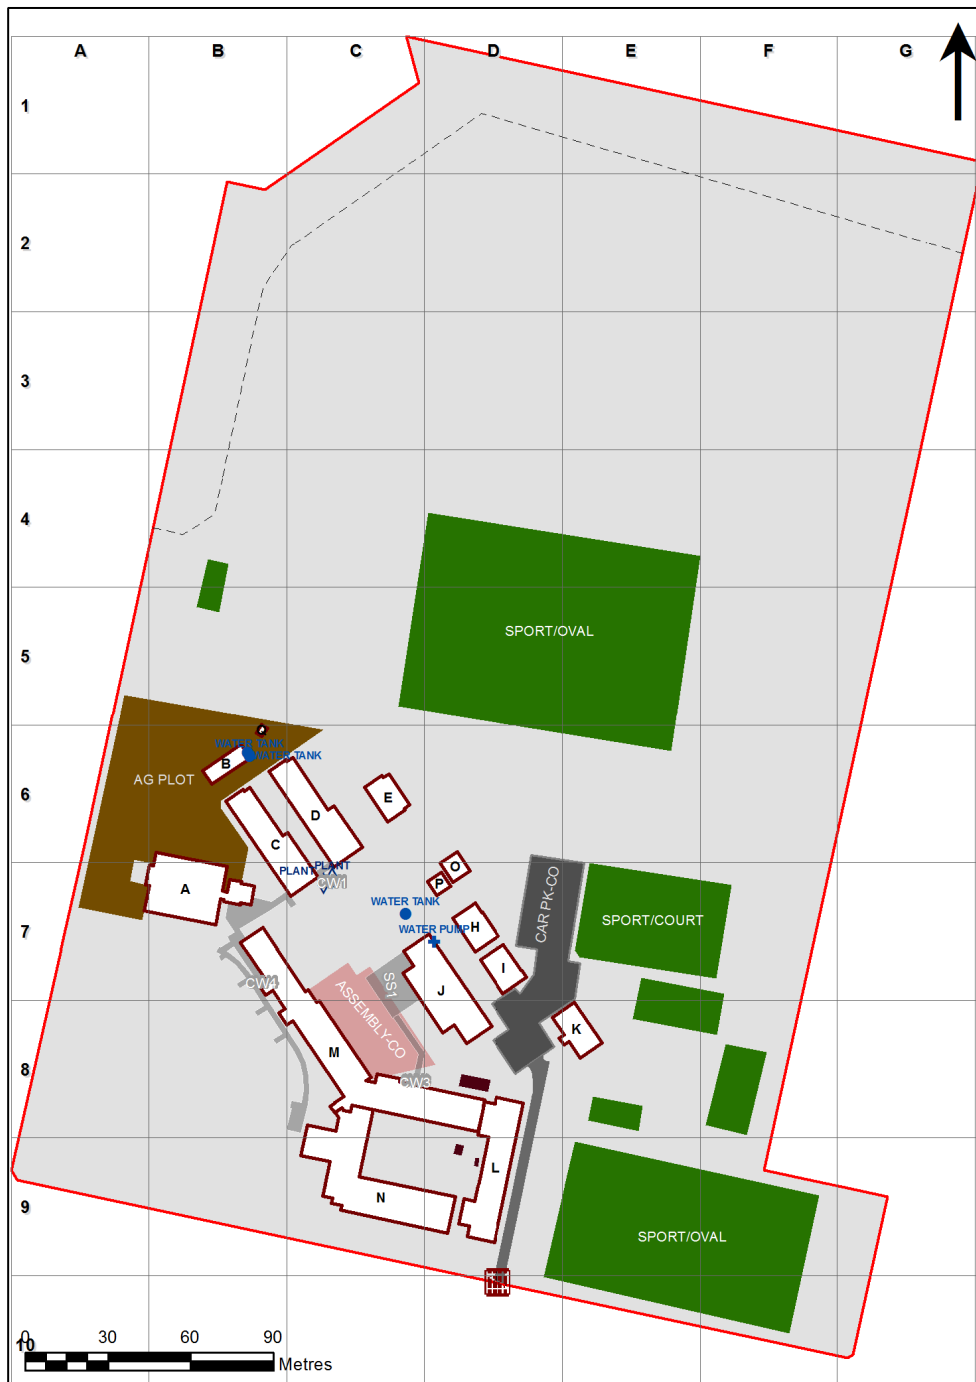 A B C D E F G
1
2
3
4
SPORT/OVAL
5
WATER TANK
WATER TANK
B
AG PLOT
6
E
D
C
O
PLANT
PLANT
CW1
P
A
WATER TANK
SPORT/COURT
CAR PK-CO
H
WATER PUMP
7
I
CW4
SS1
J
ASSEMBLY-CO
K
M
8
CW3
L
N
9
SPORT/OVAL
10
0 30 60 90
Metres